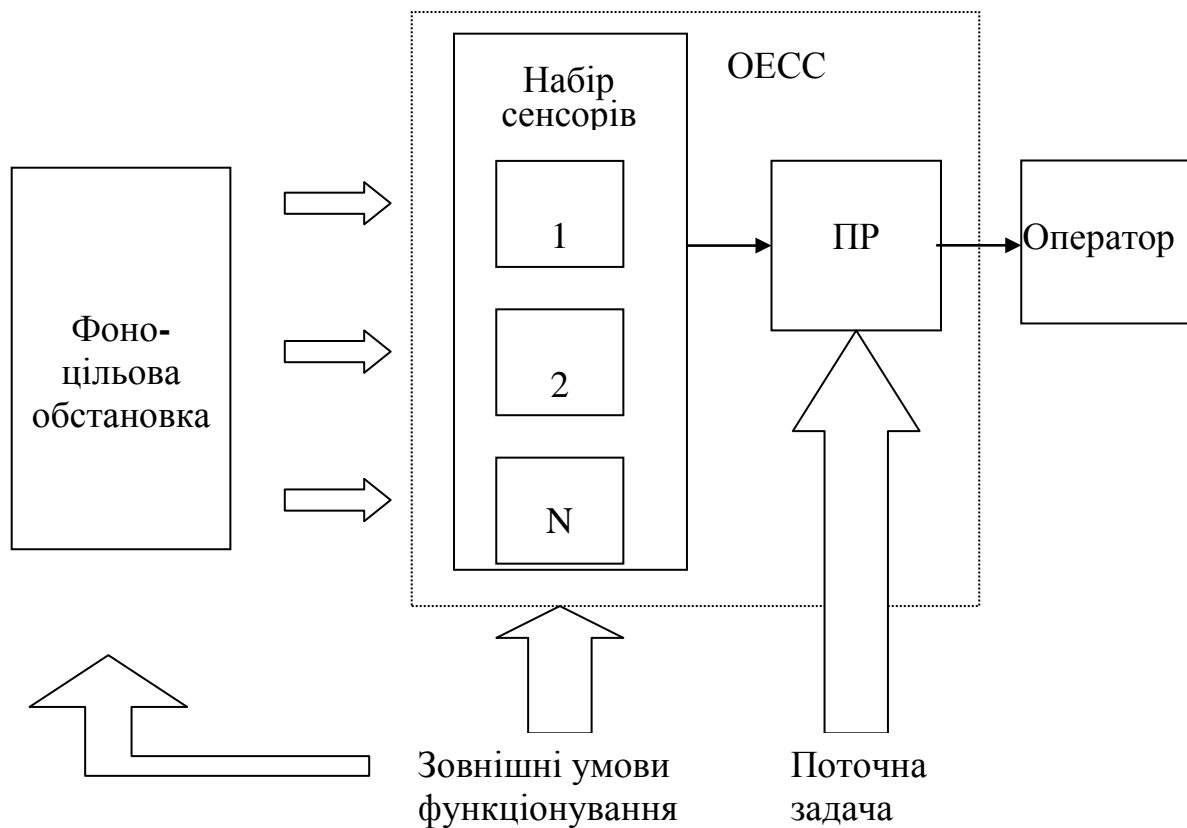 ОЕСС
Набір
сенсорів
1
2
N
ПР
Оператор
Фоно-
цільова
обстановка
Зовнішні умови
функціонування
Поточна
задача